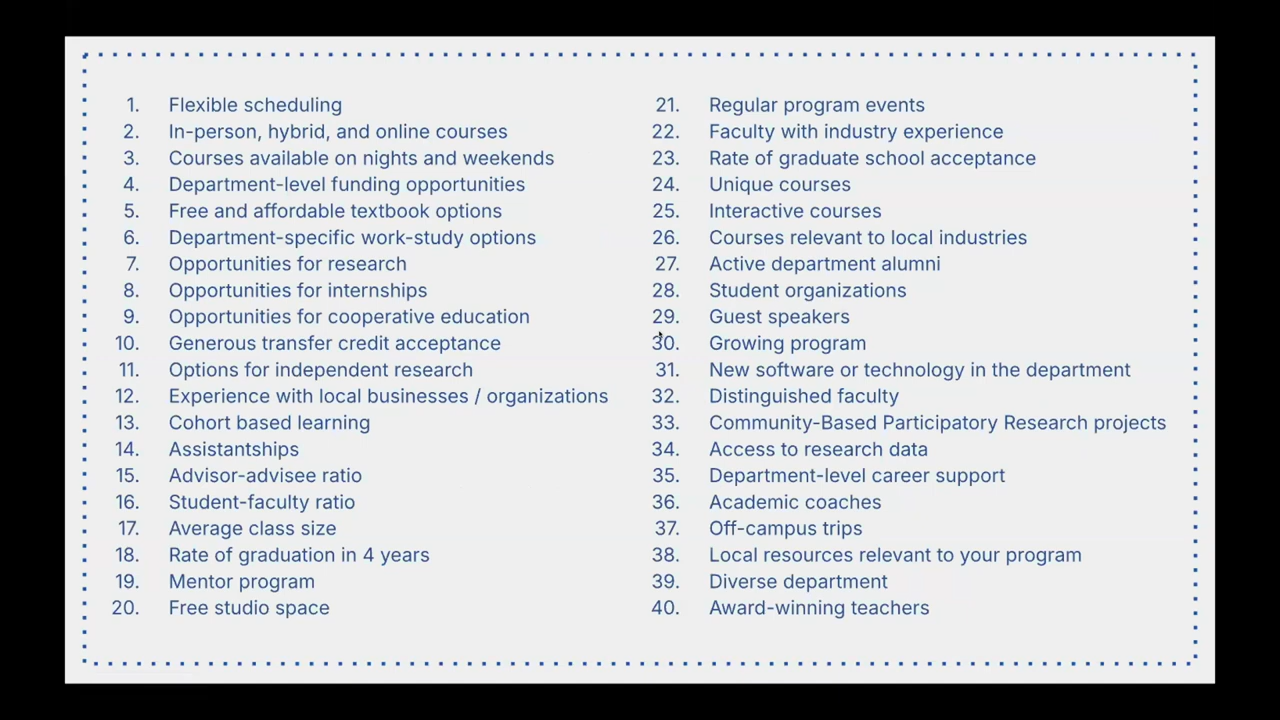 1. Flexible scheduling
2. In-person, hybrid, and online courses
3. Courses available on nights and weekends
4. Department-level funding opportunities
5. Free and affordable textbook options
6. Department-specific work-study options
7. Opportunities for research
8. Opportunities for internships
9. Opportunities for cooperative education
10. Generous transfer credit acceptance
11. Options for independent research
12. Experience with local businesses / organizations
13. Cohort based learning
14. Assistantships
15. Advisor-advisee ratio
16. Student-faculty ratio
17. Average class size
18. Rate of graduation in 4 years
19. Mentor program
20. Free studio space
21. Regular program events
22. Faculty with industry experience
23. Rate of graduate school acceptance
24. Unique courses
25. Interactive courses
26. Courses relevant to local industries
27. Active department alumni
28. Student organizations
29. Guest speakers
30. Growing program
31. New software or technology in the department
32. Distinguished faculty
33. Community-Based Participatory Research projects
34. Access to research data
35. Department-level career support
36. Academic coaches
37. Off-campus trips
38. Local resources relevant to your program
39. Diverse department
40. Award-winning teachers